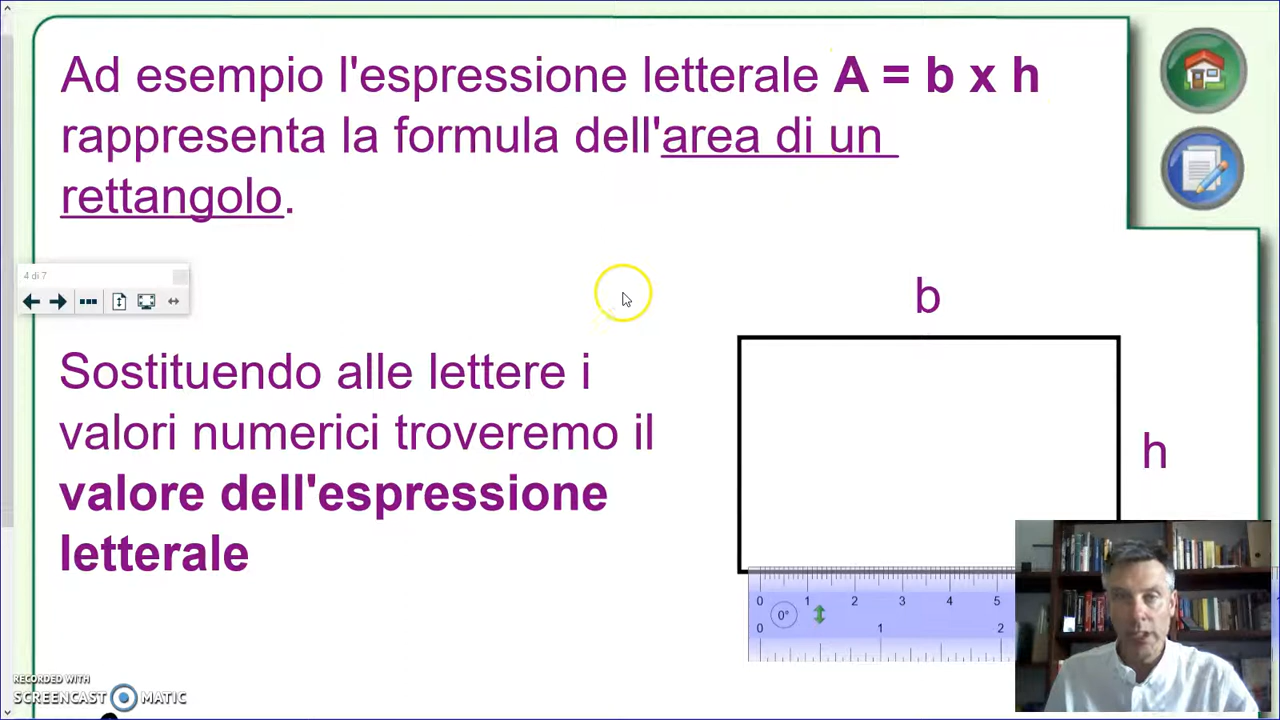 Ad esempio l'espressione letterale A = b x h
rappresenta la formula dell'area di un
rettangolo.
4 di 7
b
Sostituendo alle lettere i
valori numerici troveremo il
valore dell'espressione
letterale
h
0 1 2 3 4 5
0°
0 1 2
RECORDED WITH
SCREENCAST MATIC